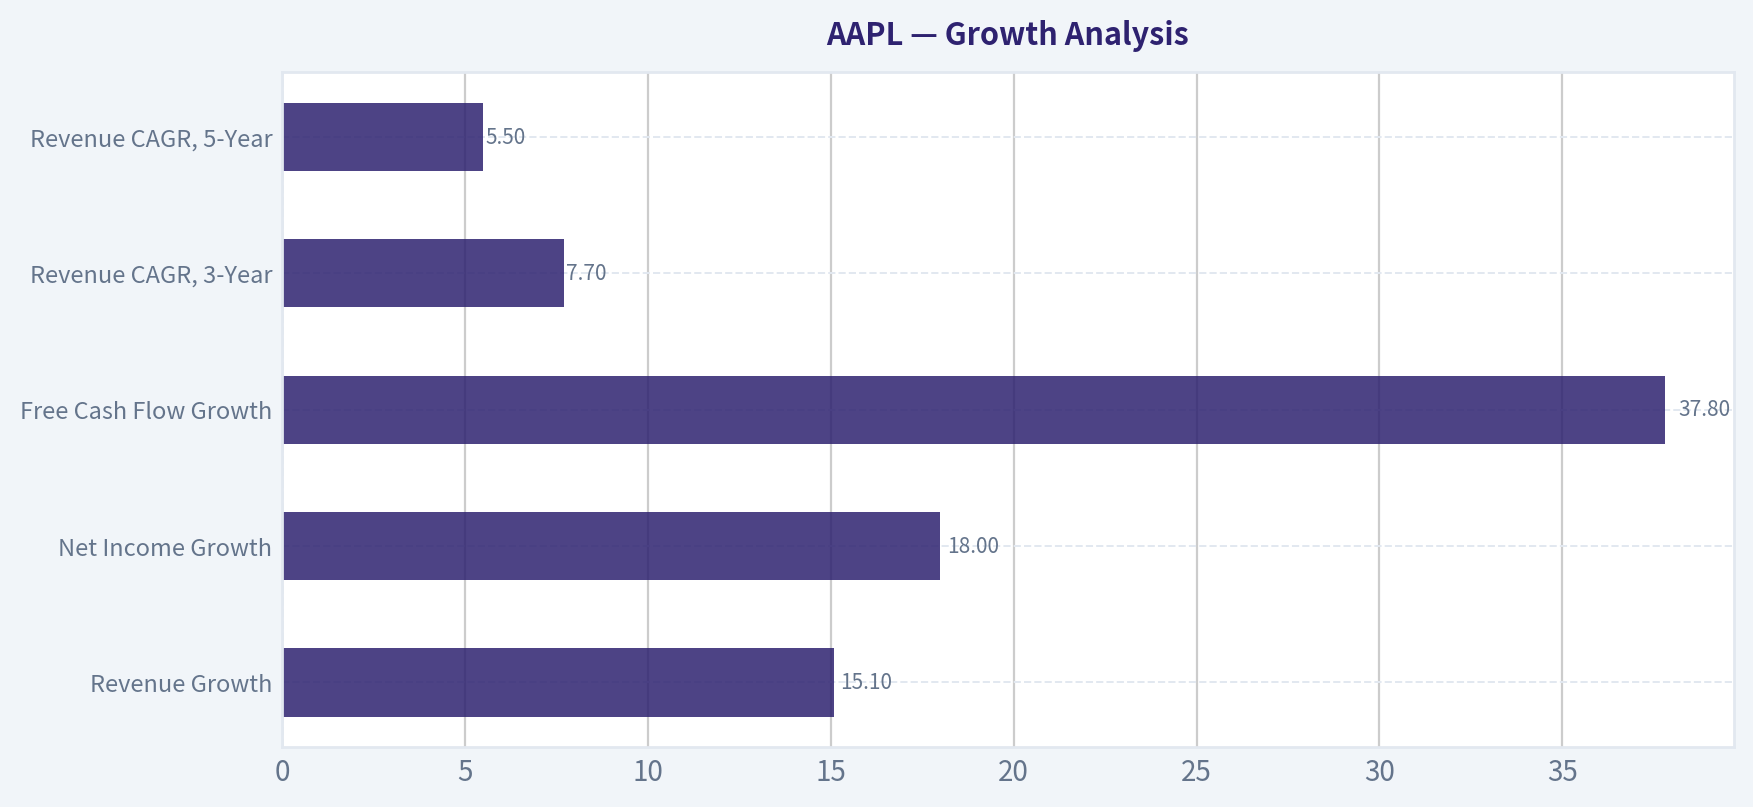 AAPL — Growth Analysis
Revenue CAGR, 5-Year
5.50
Revenue CAGR, 3-Year
7.70
Free Cash Flow Growth
37.80
Net Income Growth
18.00
Revenue Growth
15.10
0 5 10 15 20 25 30 35